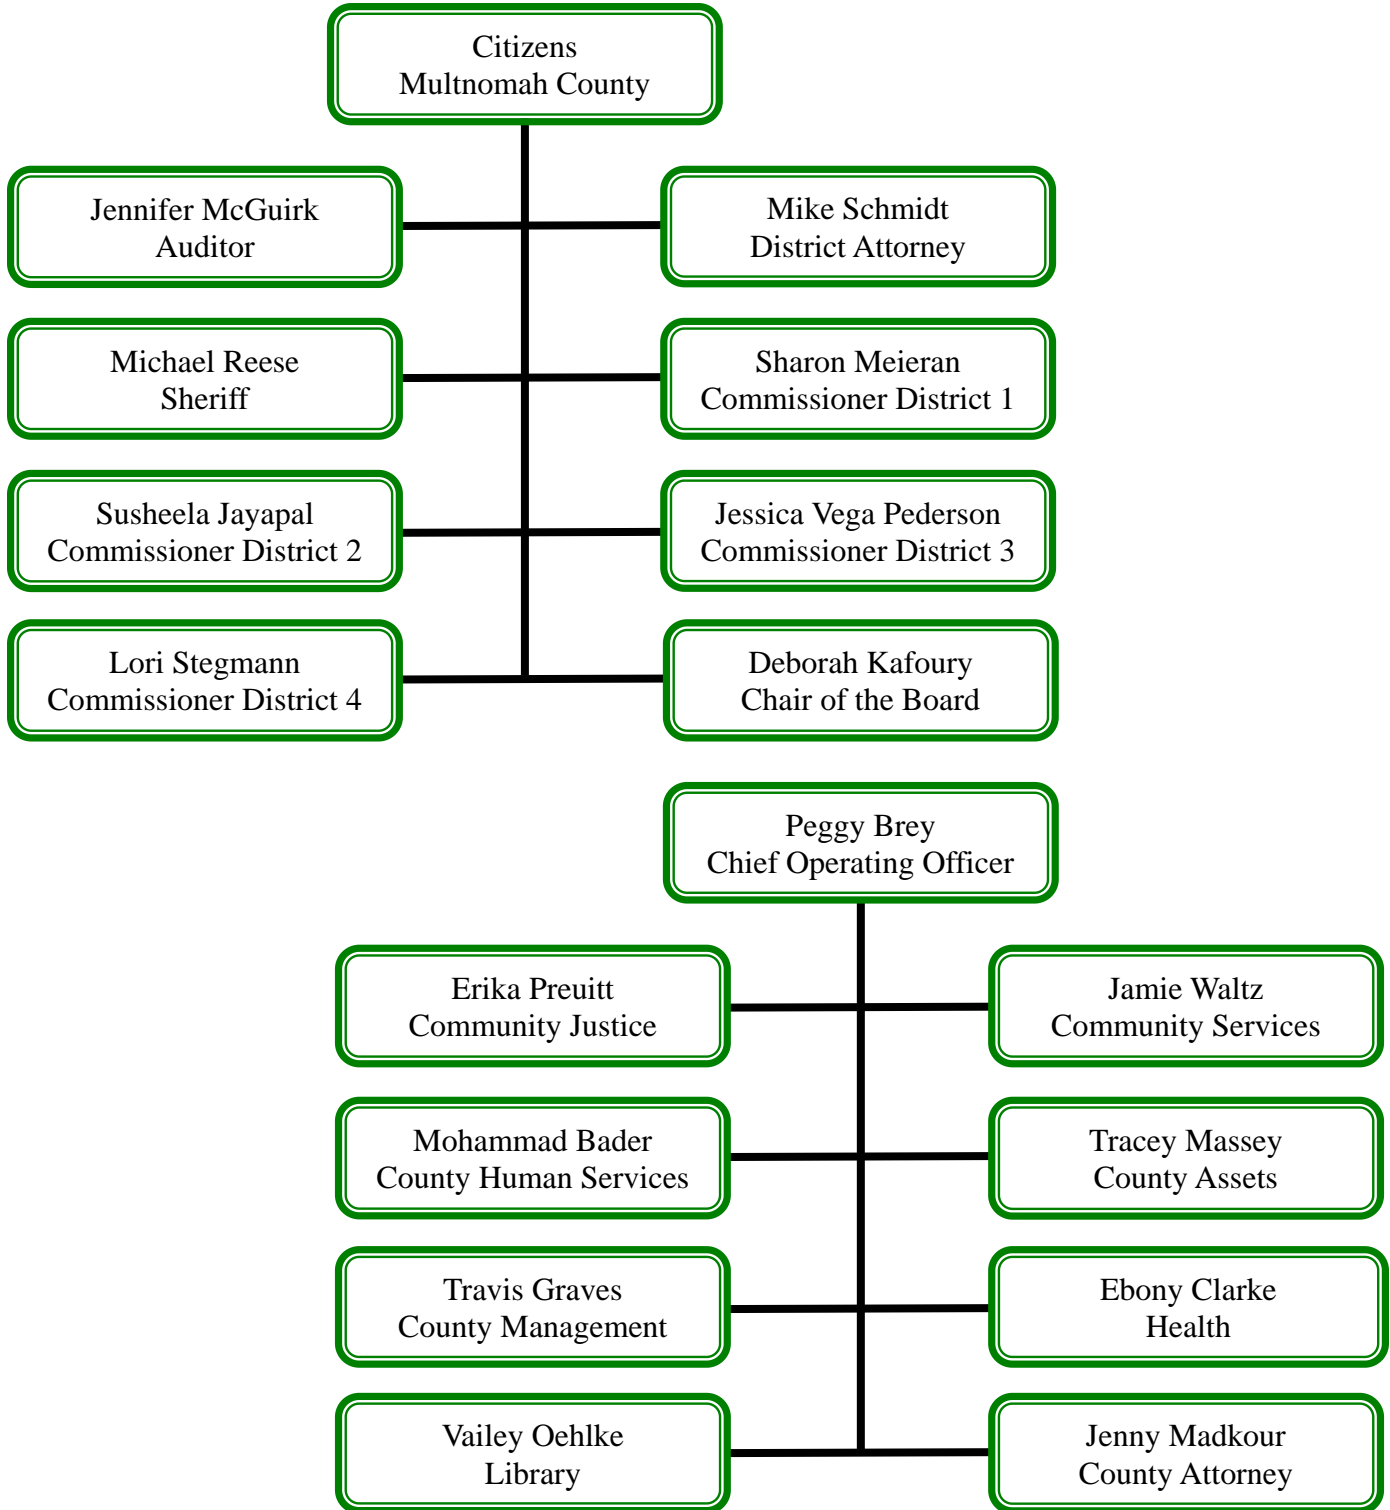 Citizens
Multnomah County
Jennifer McGuirk
Auditor
Mike Schmidt
District Attorney
Michael Reese
Sheriff
Sharon Meieran
Commissioner District 1
Susheela Jayapal
Commissioner District 2
Jessica Vega Pederson
Commissioner District 3
Lori Stegmann
Commissioner District 4
Deborah Kafoury
Chair of the Board
Peggy Brey
Chief Operating Officer
Erika Preuitt
Community Justice
Jamie Waltz
Community Services
Mohammad Bader
County Human Services
Tracey Massey
County Assets
Travis Graves
County Management
Ebony Clarke
Health
Vailey Oehlke
Library
Jenny Madkour
County Attorney